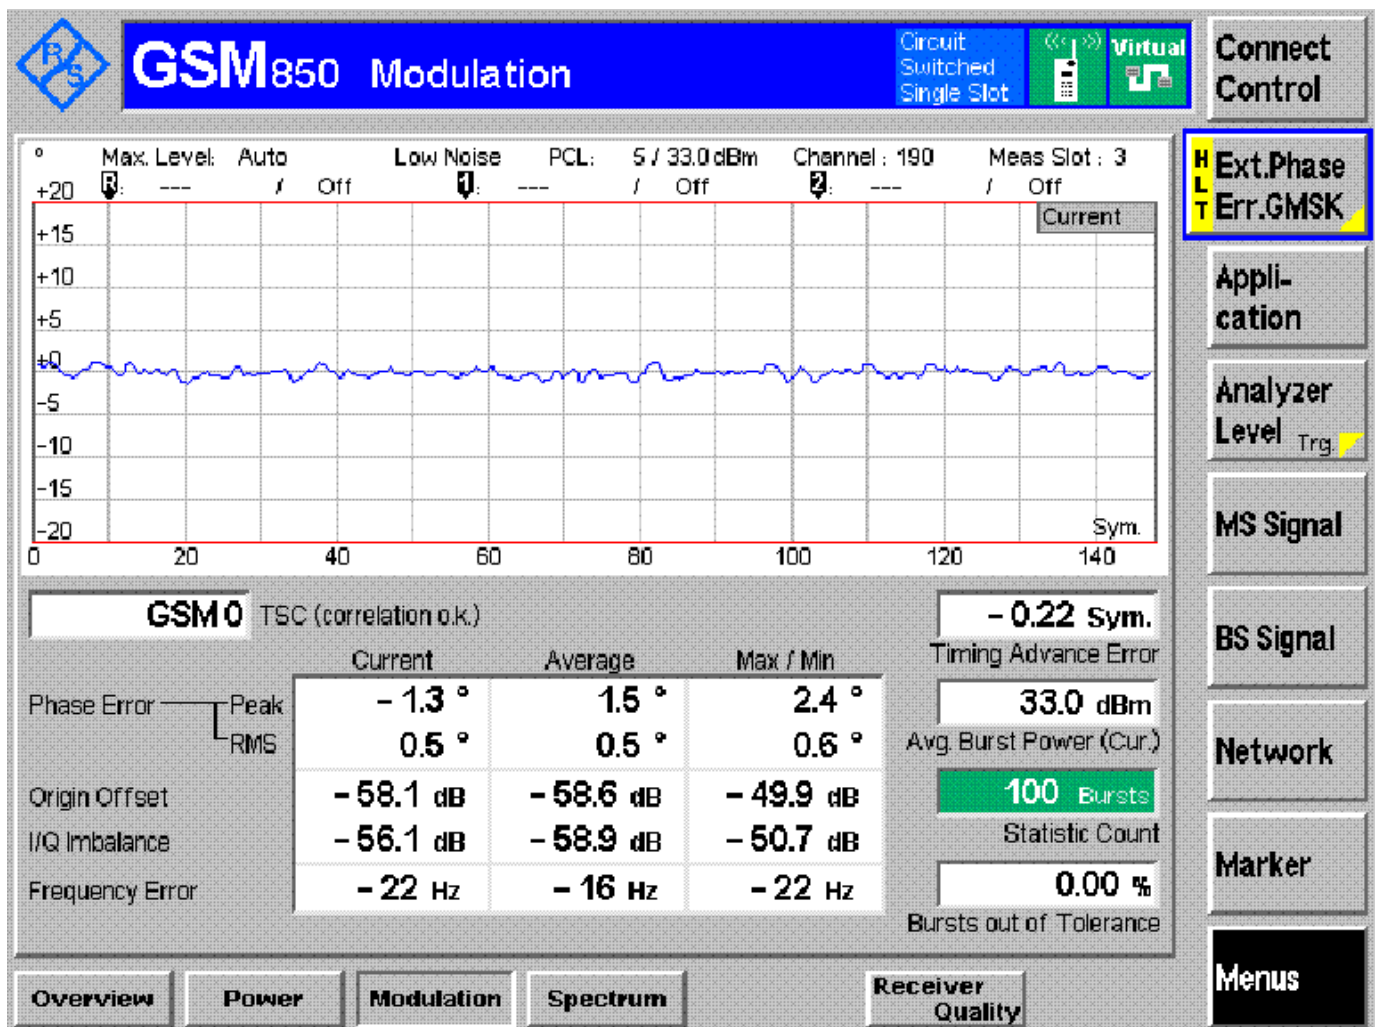 R S
GSM850 Modulation
Circuit
Switched
Single Slot
Virtual
Connect
Control
° Max. Level: Auto Low Noise PCL: 5 / 33.0 dBm Channel : 190 Meas Slot : 3
R: --- / Off 1: --- / Off 2: --- / Off
+20
Current
+15
+10
+5
±0
-5
-10
-15
-20
Sym.
0 20 40 60 80 100 120 140
H
L
T
Ext.Phase
Err.GMSK
Appli-
cation
Analyzer
Level Trg.
MS Signal
BS Signal
Network
Marker
Menus
GSM 0 TSC (correlation o.k.)
- 0.22 Sym.
Timing Advance Error
Current Average Max / Min
Phase Error Peak - 1.3 ° 1.5 ° 2.4 °
RMS 0.5 ° 0.5 ° 0.6 °
33.0 dBm
Avg. Burst Power (Cur.)
Origin Offset - 58.1 dB - 58.6 dB - 49.9 dB
100 Bursts
Statistic Count
I/Q Imbalance - 56.1 dB - 58.9 dB - 50.7 dB
Frequency Error - 22 Hz - 16 Hz - 22 Hz
0.00 %
Bursts out of Tolerance
Overview Power Modulation Spectrum
Receiver
Quality